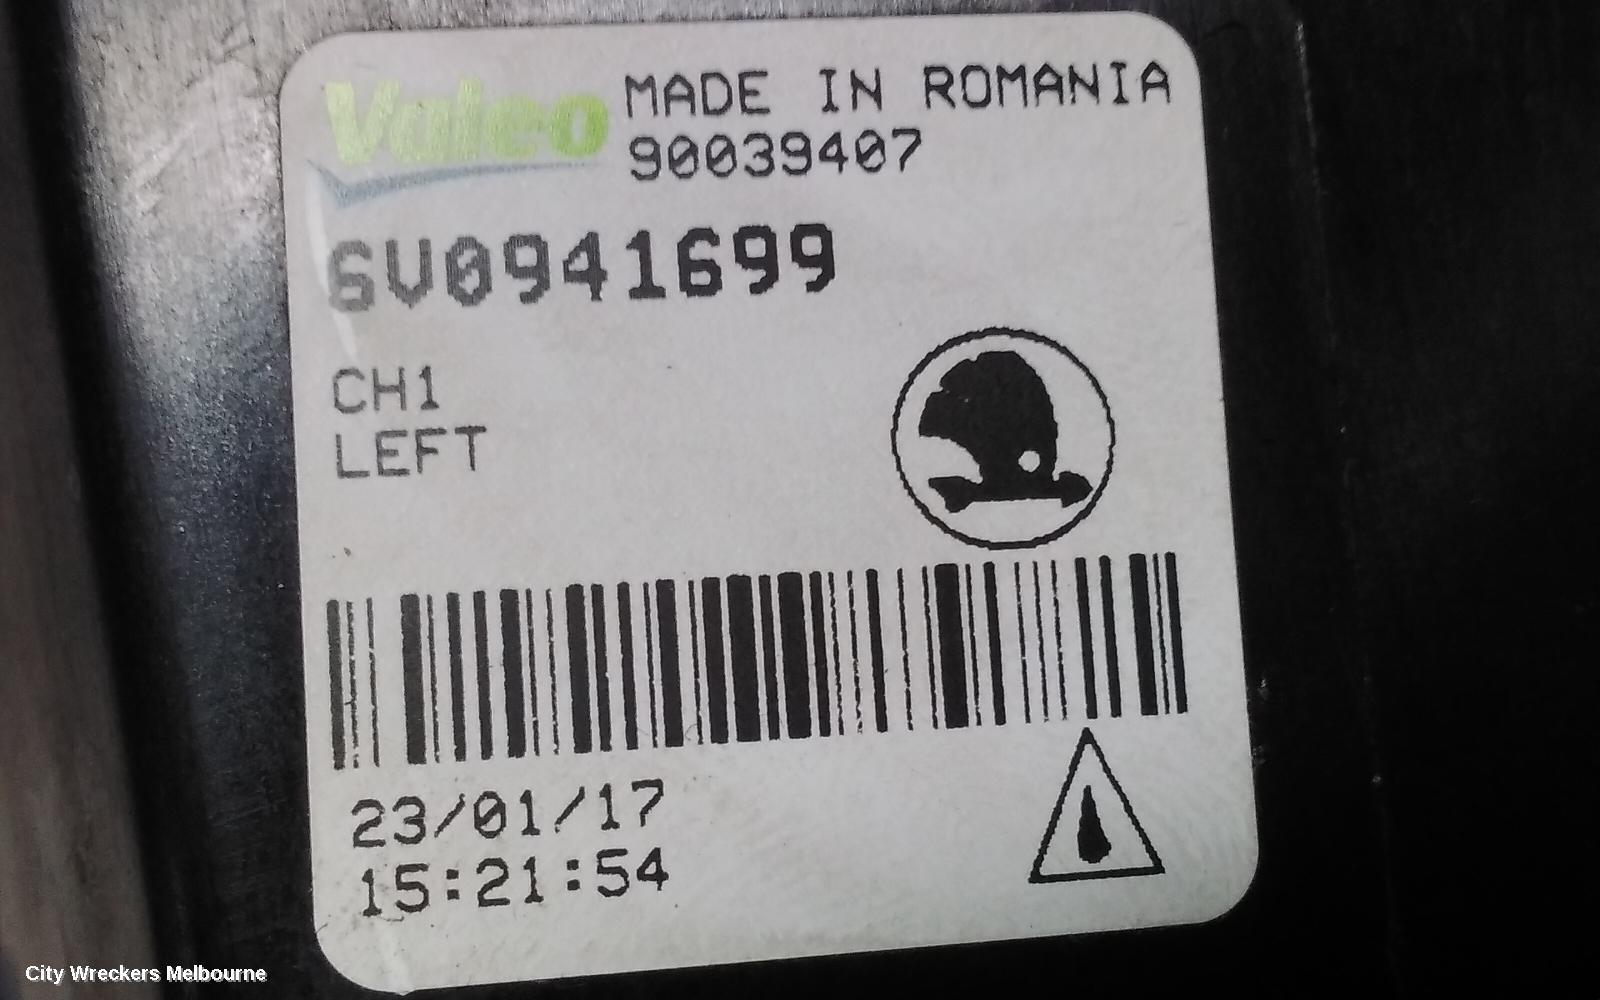 Valeo MADE IN ROMANIA
90039407
6V0941699
CH1
LEFT
23/01/17
15:21:54
City Wreckers Melbourne